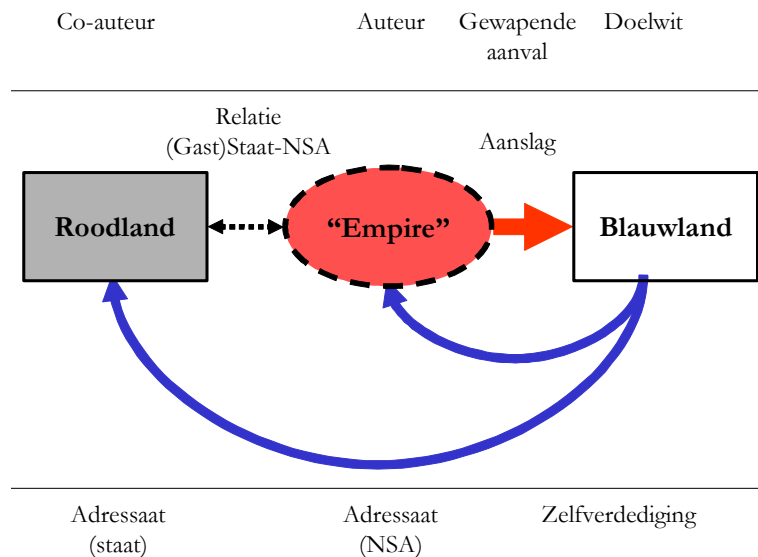 Co-auteur
Auteur
Gewapende
aanval
Doelwit
Relatie
(Gast)Staat-NSA
Aanslag
Roodland
“Empire”
Blauwland
Adressaat
(staat)
Adressaat
(NSA)
Zelfverdediging